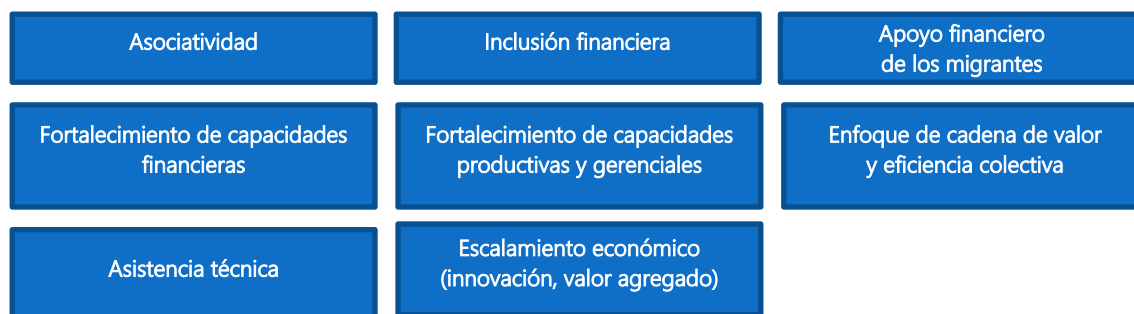 Asociatividad
Inclusión financiera
Apoyo financiero
de los migrantes
Fortalecimiento de capacidades
financieras
Fortalecimiento de capacidades
productivas y gerenciales
Enfoque de cadena de valor
y eficiencia colectiva
Asistencia técnica
Escalamiento económico
(innovación, valor agregado)